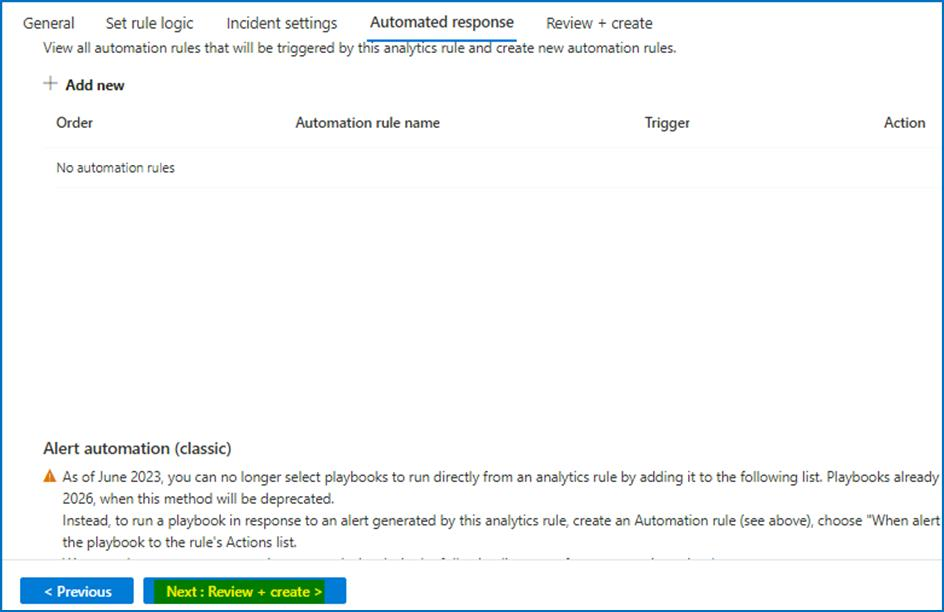 General Set rule logic Incident settings Automated response Review + create
View all automation rules that will be triggered by this analytics rule and create new automation rules.
+ Add new
Order Automation rule name Trigger Action
No automation rules
Alert automation (classic)
As of June 2023, you can no longer select playbooks to run directly from an analytics rule by adding it to the following list. Playbooks already
2026, when this method will be deprecated.
Instead, to run a playbook in response to an alert generated by this analytics rule, create an Automation rule (see above), choose "When alert
the playbook to the rule's Actions list.
< Previous Next : Review + create >